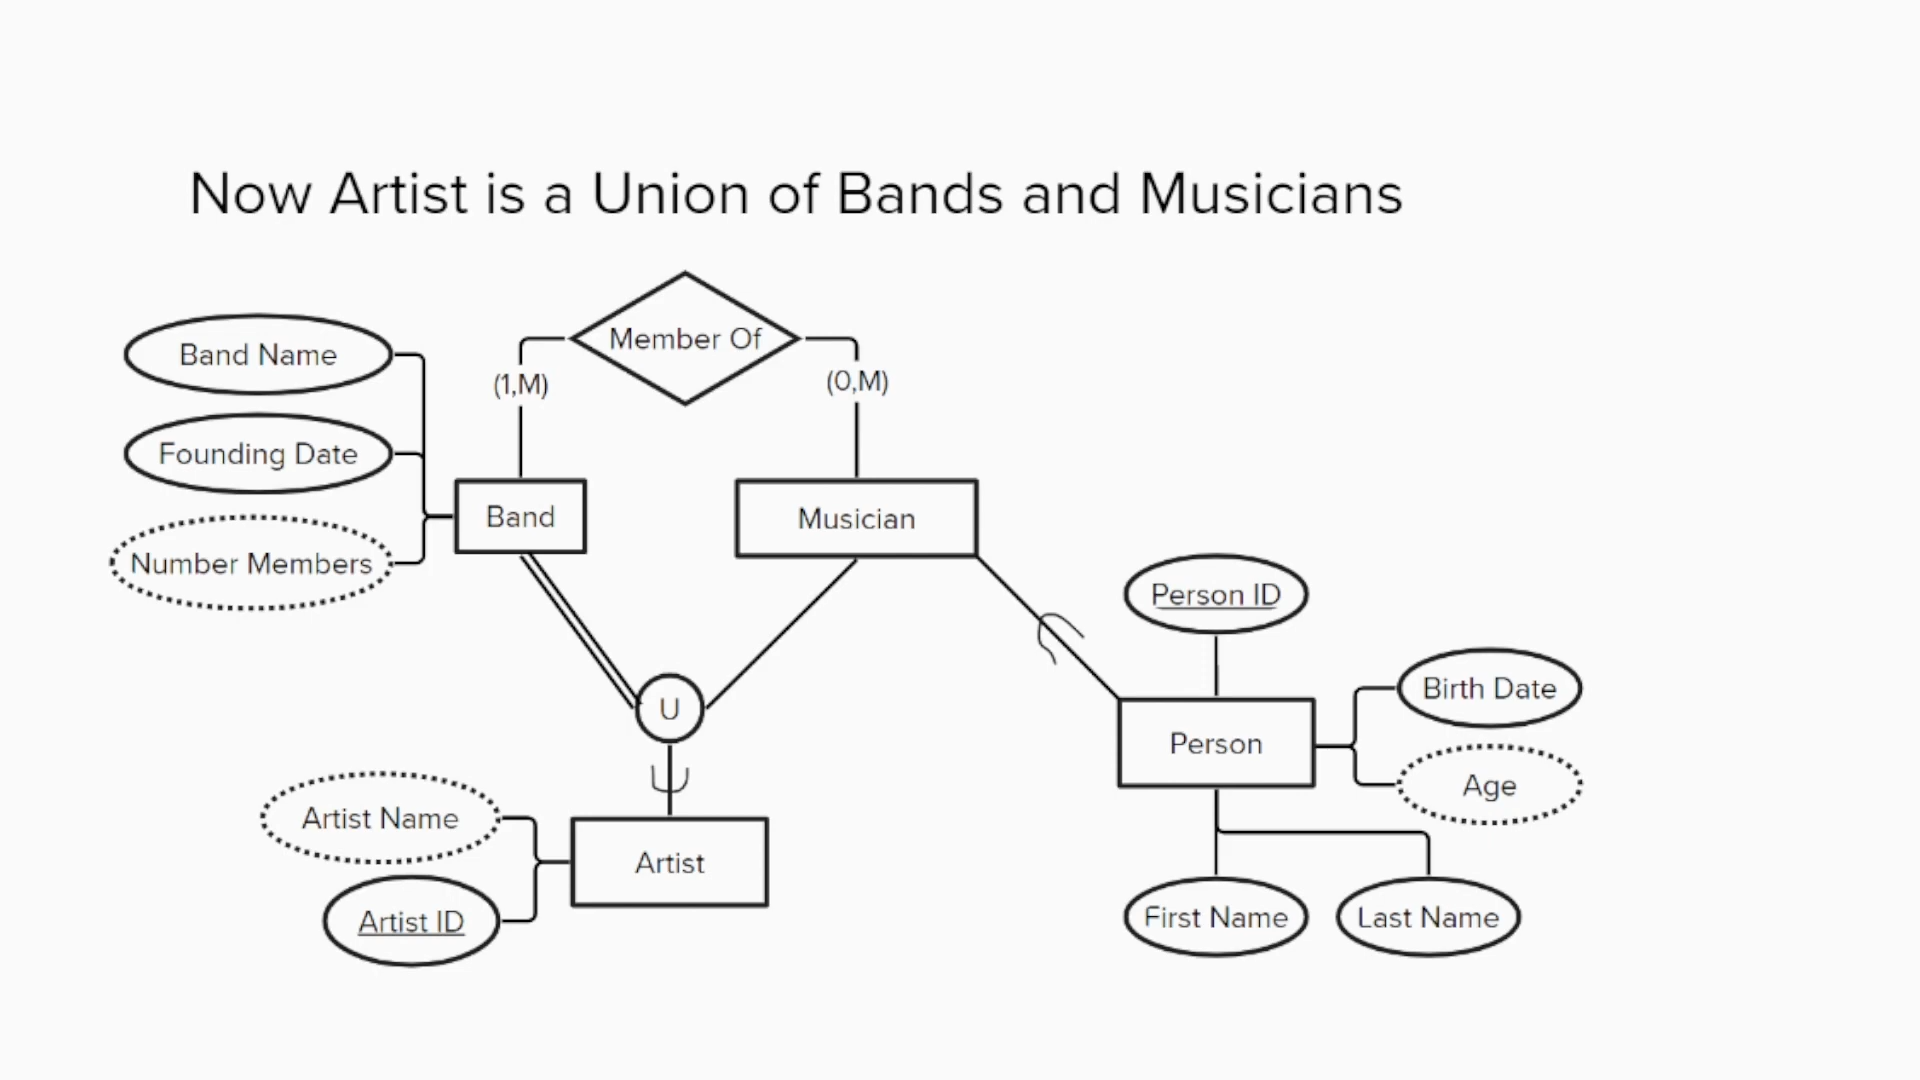 Now Artist is a Union of Bands and Musicians
Member Of
Band Name
(1,M)
(0,M)
Founding Date
Band
Musician
Number Members
Person ID
Birth Date
U
Person
Age
Artist Name
Artist
Artist ID
First Name
Last Name